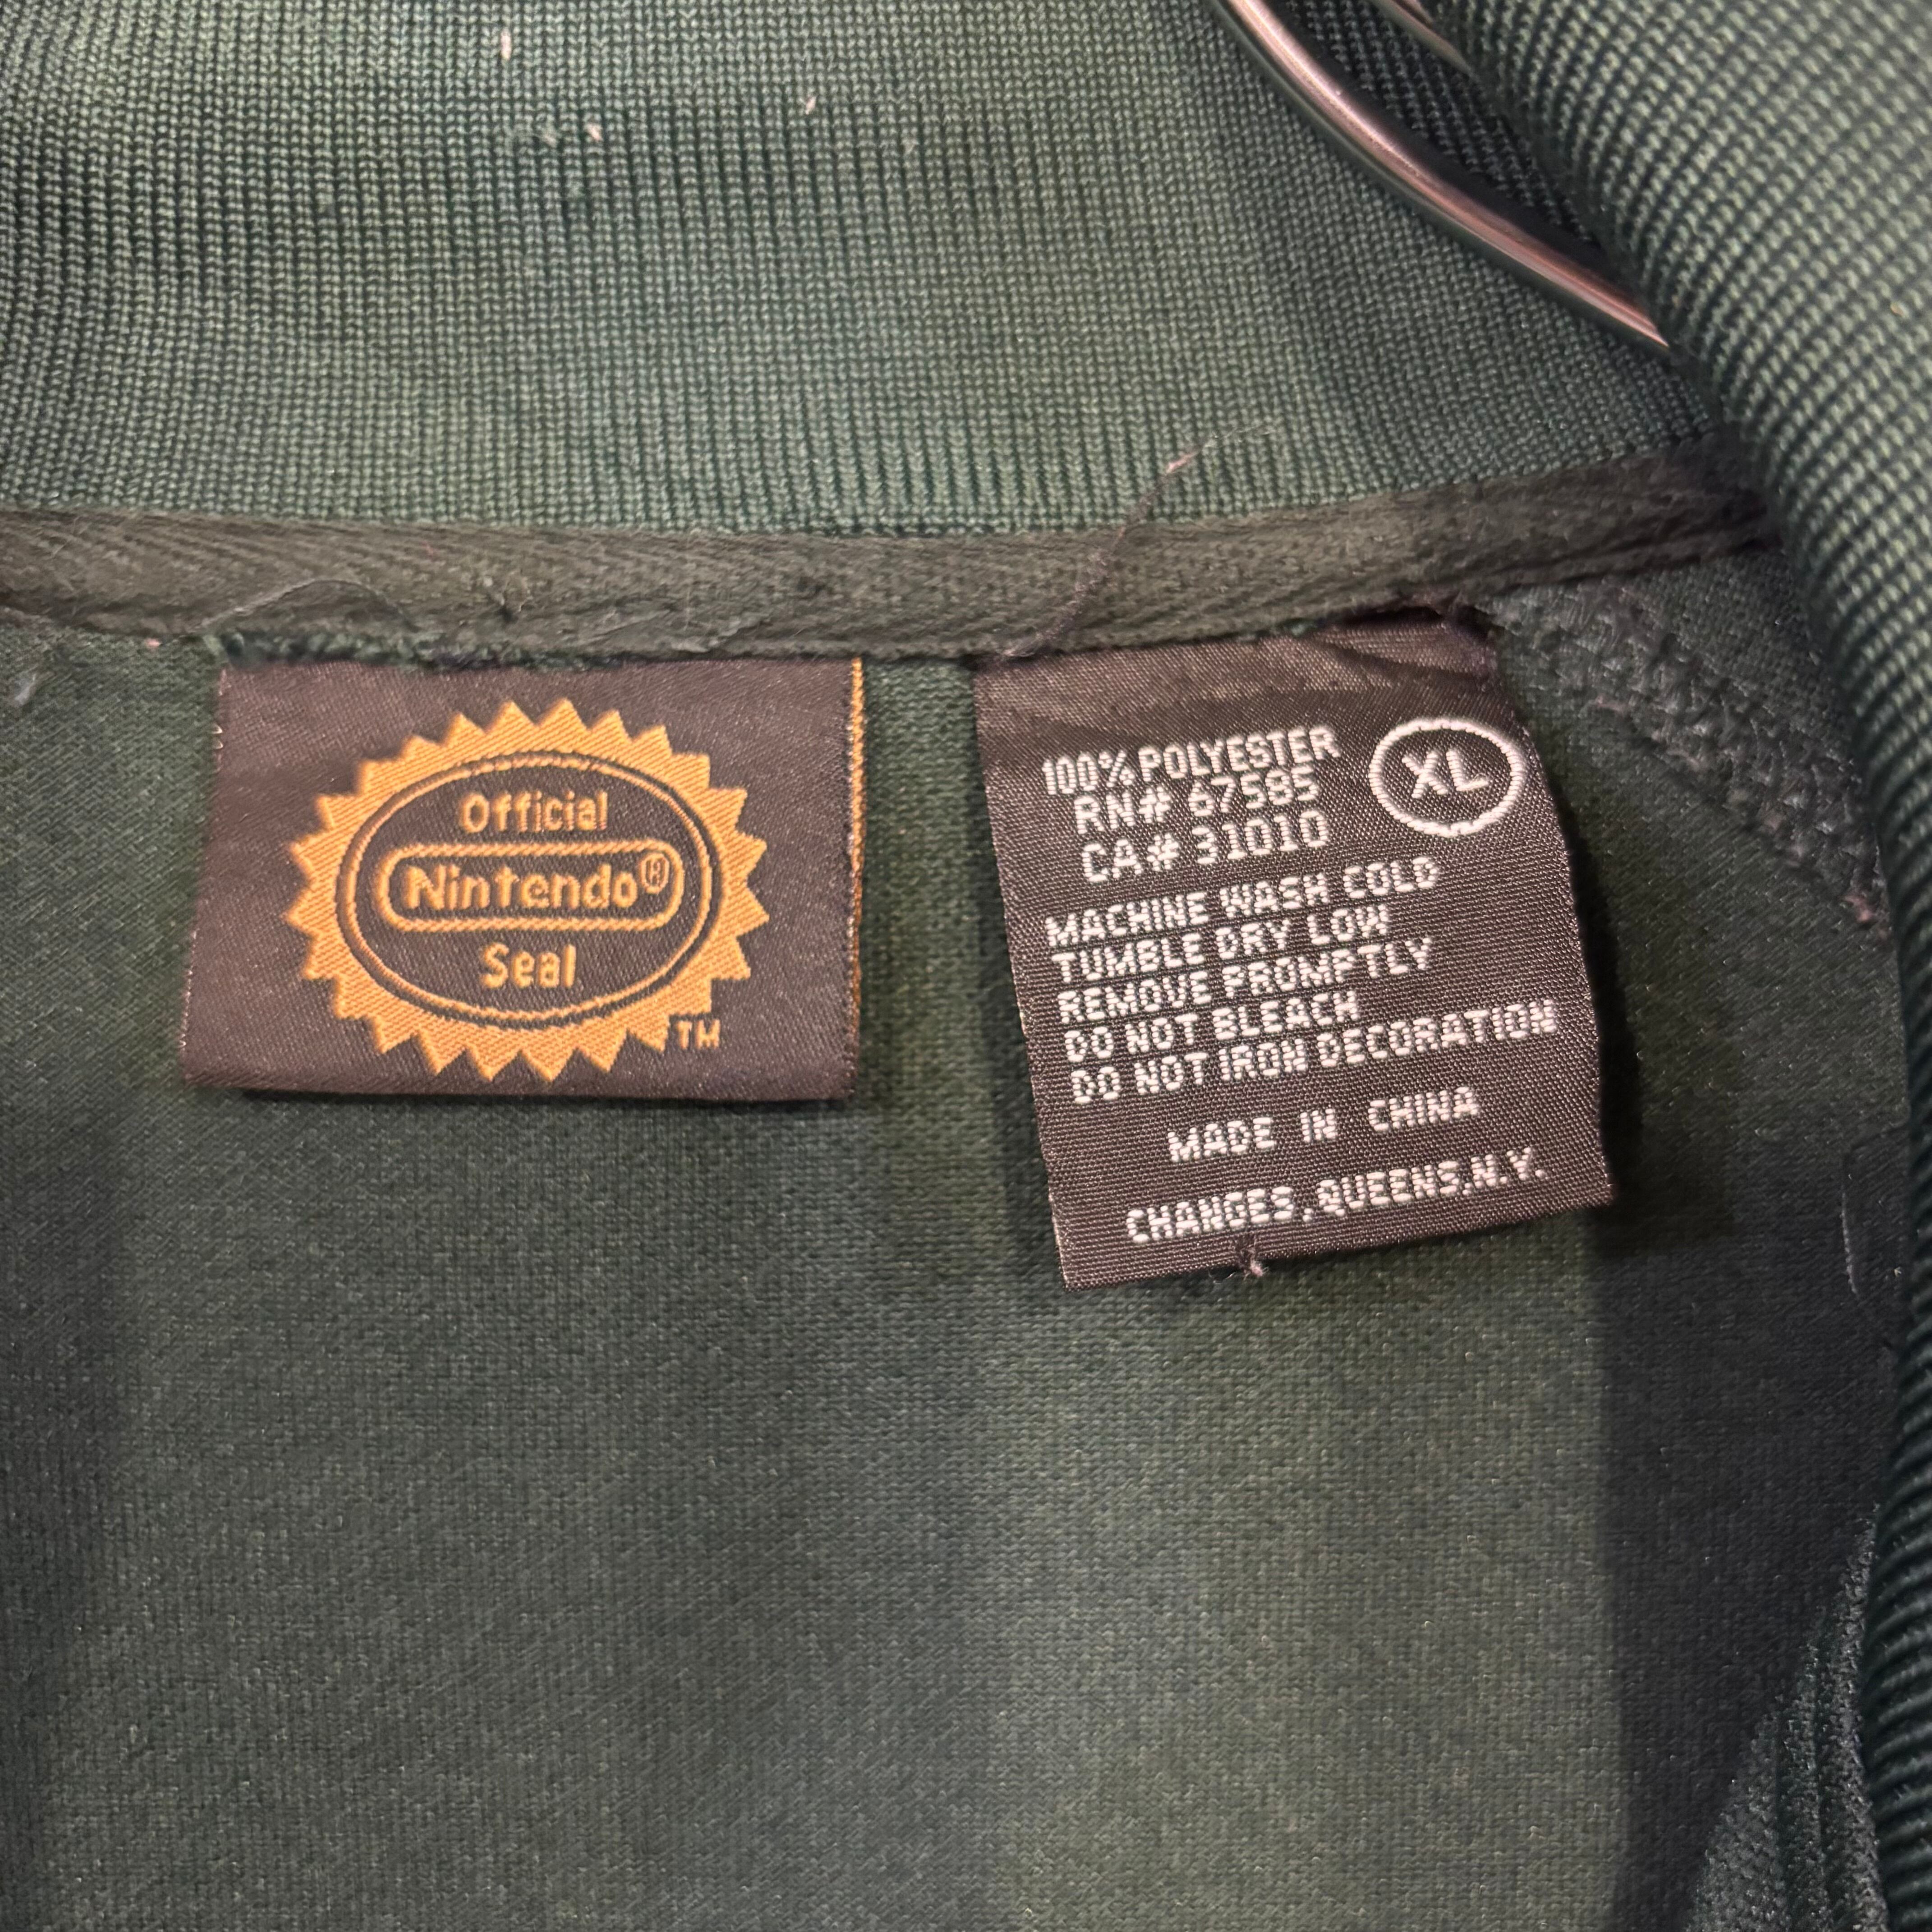 Official
Nintendo®
Seal
TM
100% POLYESTER
XL
RN# 67585
CA# 31010
MACHINE WASH COLD
TUMBLE DRY LOW
REMOVE PROMPTLY
DO NOT BLEACH
DO NOT IRON DECORATION
MADE IN CHINA
CHANGES, QUEENS, N.Y.